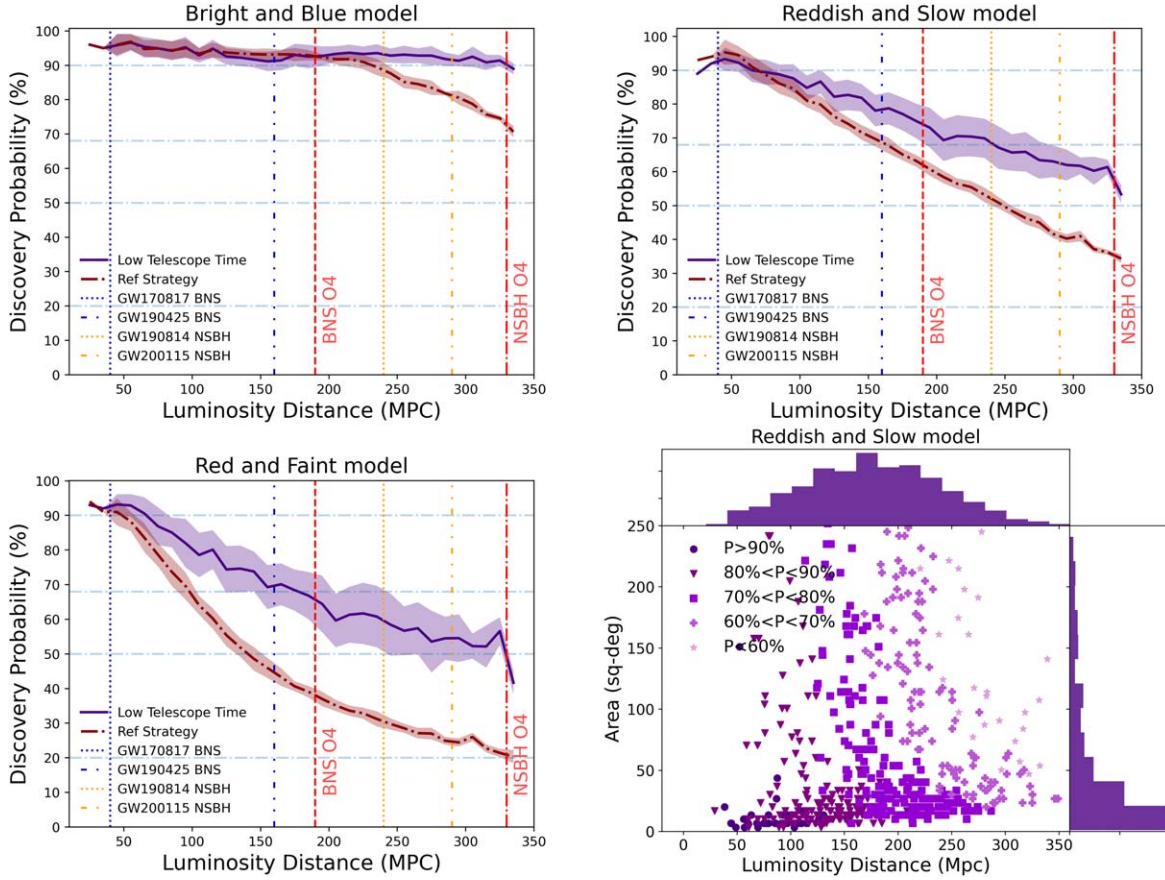 Bright and Blue model
100
90
80
70
60
50
40
30
20
10
0
Discovery Probability (%)
Low Telescope Time
Ref Strategy
GW170817 BNS
GW190425 BNS
GW190814 NSBH
GW200115 NSBH
BNS O4
NSBH O4
50 100 150 200 250 300 350
Luminosity Distance (MPC)
Reddish and Slow model
100
90
80
70
60
50
40
30
20
10
0
Discovery Probability (%)
Low Telescope Time
Ref Strategy
GW170817 BNS
GW190425 BNS
GW190814 NSBH
GW200115 NSBH
BNS O4
NSBH O4
50 100 150 200 250 300 350
Luminosity Distance (MPC)
Red and Faint model
100
90
80
70
60
50
40
30
20
10
0
Discovery Probability (%)
Low Telescope Time
Ref Strategy
GW170817 BNS
GW190425 BNS
GW190814 NSBH
GW200115 NSBH
BNS O4
NSBH O4
50 100 150 200 250 300 350
Luminosity Distance (MPC)
Reddish and Slow model
250
200
150
100
50
0
Area (sq-deg)
P>90%
80%<P<90%
70%<P<80%
60%<P<70%
P<60%
0 50 100 150 200 250 300 350
Luminosity Distance (Mpc)